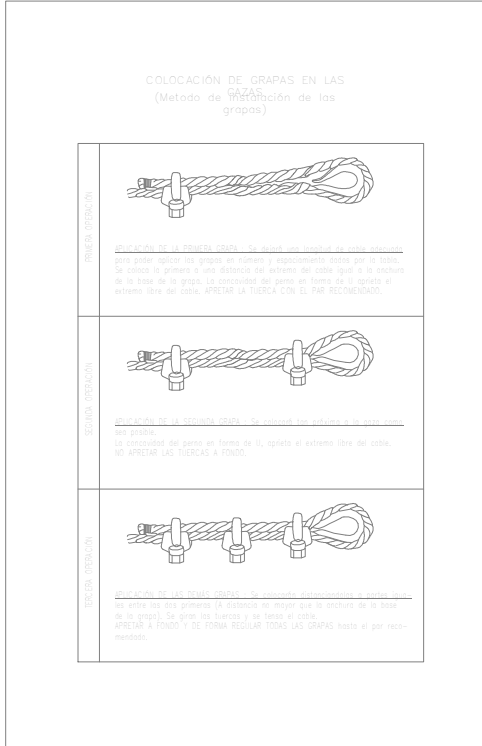 COLOCACIÓN DE GRAPAS EN LAS
GAZAS
(Metodo de instalación de las
grapas)
PRIMERA OPERACIÓN
APLICACIÓN DE LA PRIMERA GRAPA : Se dejará una longitud de cable adecuada
para poder aplicar las grapas en número y espaciamiento dados por la tabla.
Se coloca la primera a una distancia del extremo del cable igual a la anchura
de la base de la grapa. La concavidad del perno en forma de U aprieta el
extremo libre del cable. APRETAR LA TUERCA CON EL PAR RECOMENDADO.
SEGUNDA OPERACIÓN
APLICACIÓN DE LA SEGUNDA GRAPA : Se colocará tan próxima a la gaza como
sea posible.
La concavidad del perno en forma de U, aprieta el extremo libre del cable.
NO APRETAR LAS TUERCAS A FONDO.
TERCERA OPERACIÓN
APLICACIÓN DE LAS DEMAS GRAPAS : Se colocarán distanciandolas a partes igua-
les entre las dos primeras (A distancia no mayor que la anchura de la base
de la grapa). Se giran las tuercas y se tensa el cable.
APRETAR A FONDO Y DE FORMA REGULAR TODAS LAS GRAPAS hasta el par reco-
mendado.